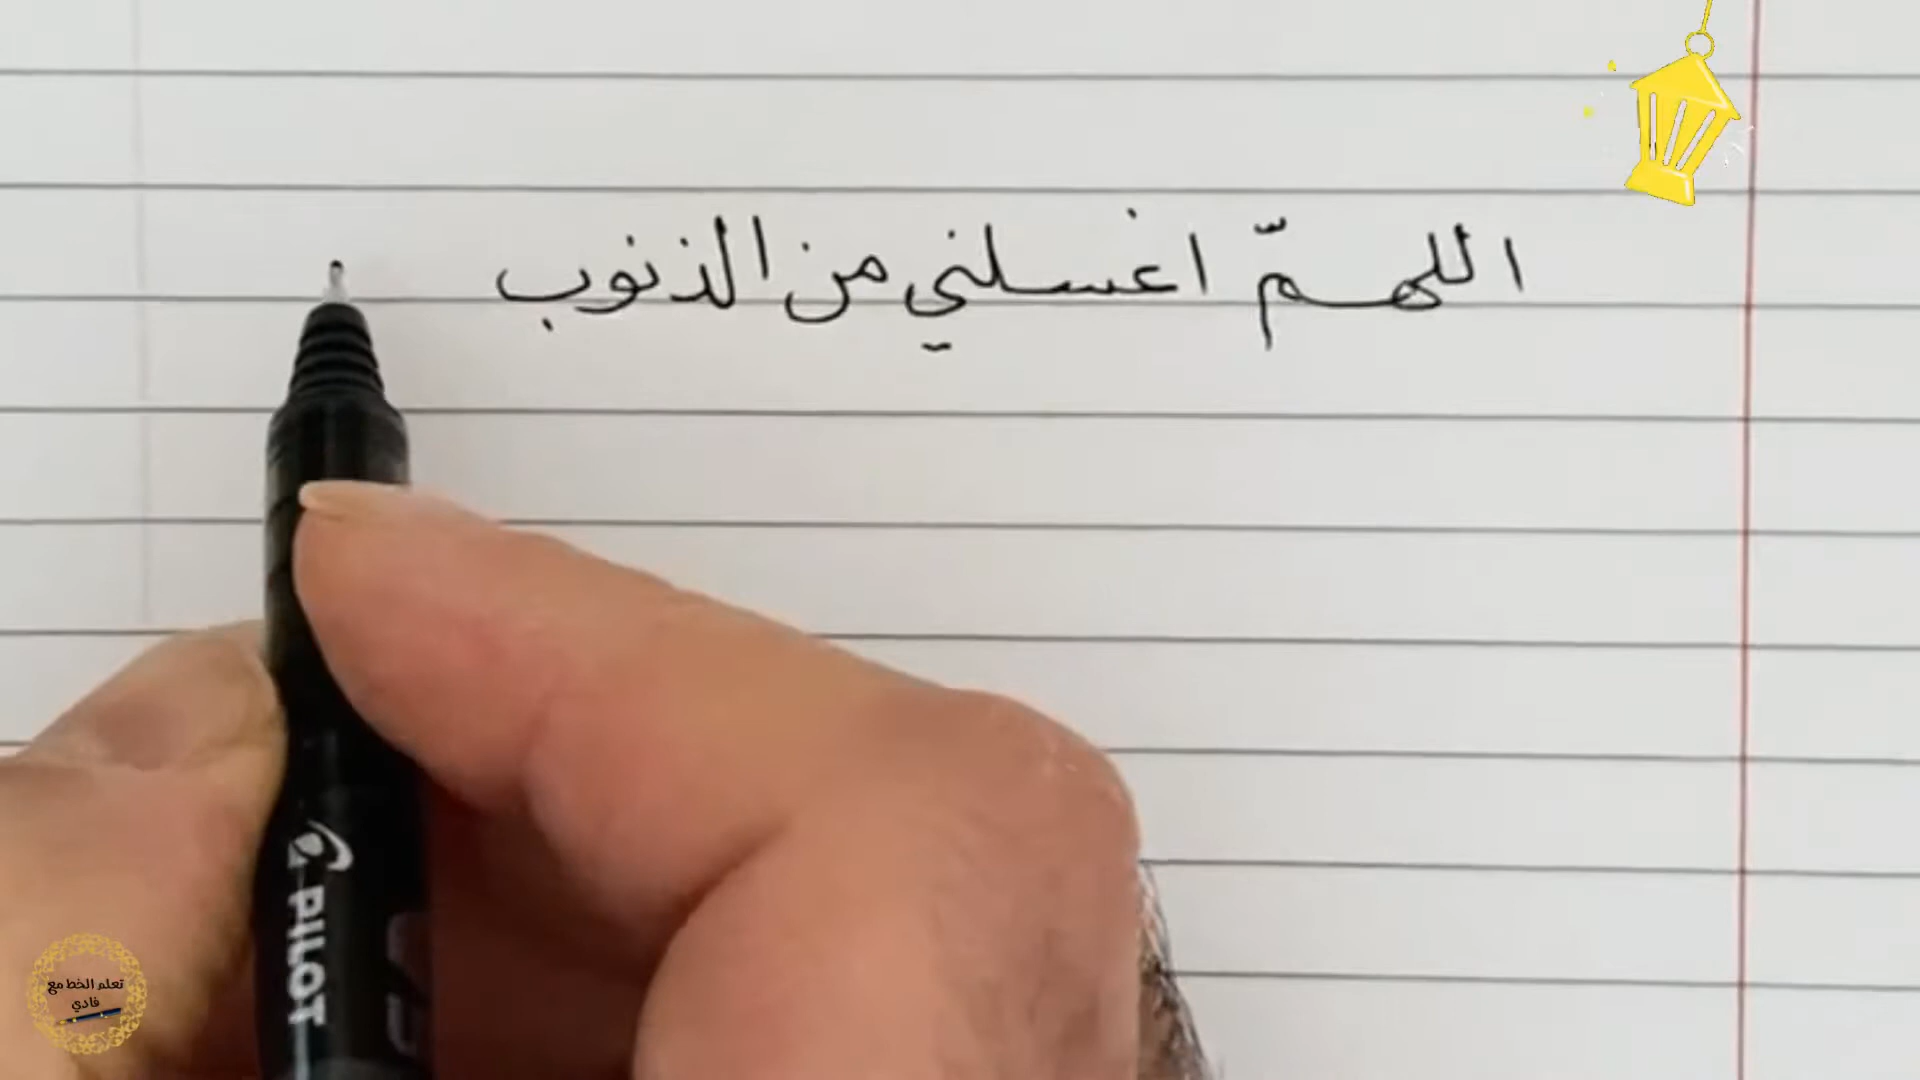 اللهمّ اغسلني من الذنوب
PILOT
تعلم الخط مع
فادي